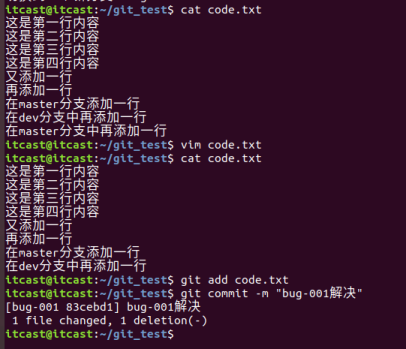 itcast@itcast:~/git_test$ cat code.txt
这是第一行内容
这是第二行内容
这是第三行内容
这是第四行内容
又添加一行
再添加一行
在master分支添加一行
在dev分支中再添加一行
在master分支中再添加一行
itcast@itcast:~/git_test$ vim code.txt
itcast@itcast:~/git_test$ cat code.txt
这是第一行内容
这是第二行内容
这是第三行内容
这是第四行内容
又添加一行
再添加一行
在master分支添加一行
在dev分支中再添加一行
itcast@itcast:~/git_test$ git add code.txt
itcast@itcast:~/git_test$ git commit -m "bug-001解决"
[bug-001 83cebd1] bug-001解决
 1 file changed, 1 deletion(-)
itcast@itcast:~/git_test$